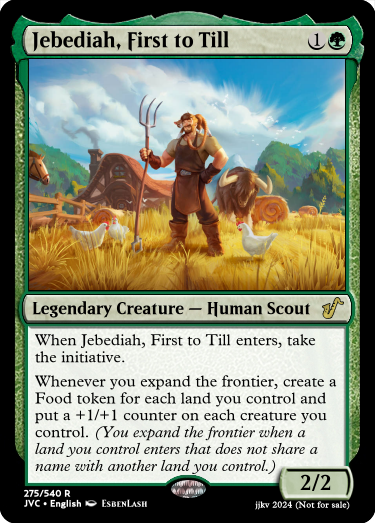 Jebediah, First to Till 1
Legendary Creature — Human Scout
When Jebediah, First to Till enters, take
the initiative.
Whenever you expand the frontier, create a
Food token for each land you control and
put a +1/+1 counter on each creature you
control. (You expand the frontier when a
land you control enters that does not share a
name with another land you control.)
2/2
275/540 R
JVC • English EsbenLash
jjkv 2024 (Not for sale)